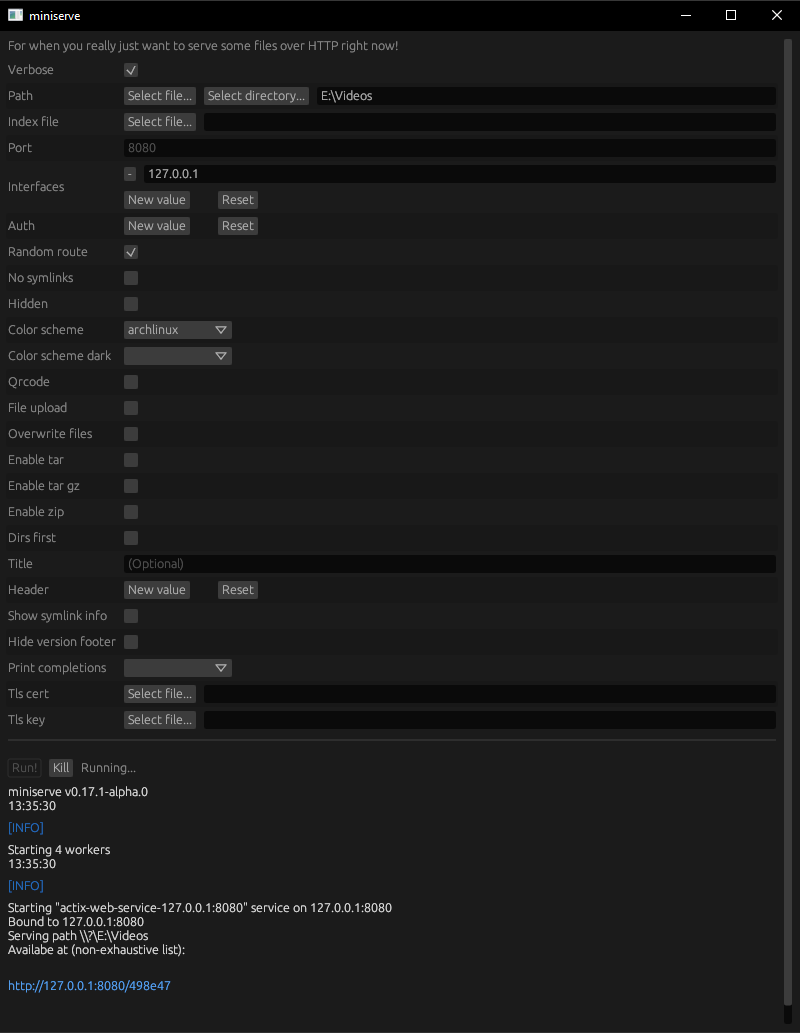 miniserve
For when you really just want to serve some files over HTTP right now!
Verbose
Path Select file... Select directory... E:\Videos
Index file Select file...
Port 8080
Interfaces - 127.0.0.1
New value Reset
Auth New value Reset
Random route
No symlinks
Hidden
Color scheme archlinux
Color scheme dark
Qrcode
File upload
Overwrite files
Enable tar
Enable tar gz
Enable zip
Dirs first
Title (Optional)
Header New value Reset
Show symlink info
Hide version footer
Print completions
Tls cert Select file...
Tls key Select file...
Run! Kill Running...
miniserve v0.17.1-alpha.0
13:35:30
[INFO]
Starting 4 workers
13:35:30
[INFO]
Starting "actix-web-service-127.0.0.1:8080" service on 127.0.0.1:8080
Bound to 127.0.0.1:8080
Serving path \\?\E:\Videos
Availabe at (non-exhaustive list):
http://127.0.0.1:8080/498e47